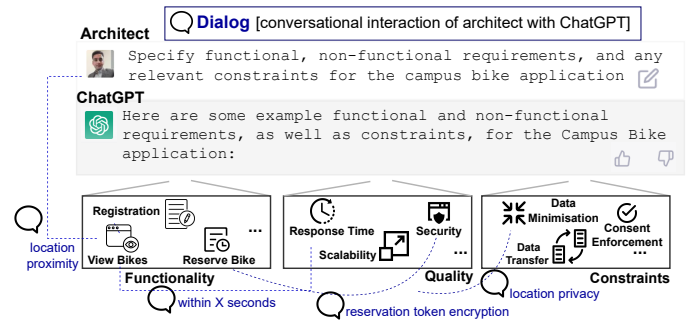 Dialog [conversational interaction of architect with ChatGPT]
Architect
Specify functional, non-functional requirements, and any
relevant constraints for the campus bike application
ChatGPT
Here are some example functional and non-functional
requirements, as well as constraints, for the Campus Bike
application:
location
proximity
Registration
View Bikes
Reserve Bike
...
Functionality
Response Time
Security
Scalability
...
Quality
Data
Minimisation
Consent
Enforcement
Data
Transfer
...
Constraints
within X seconds
reservation token encryption
location privacy